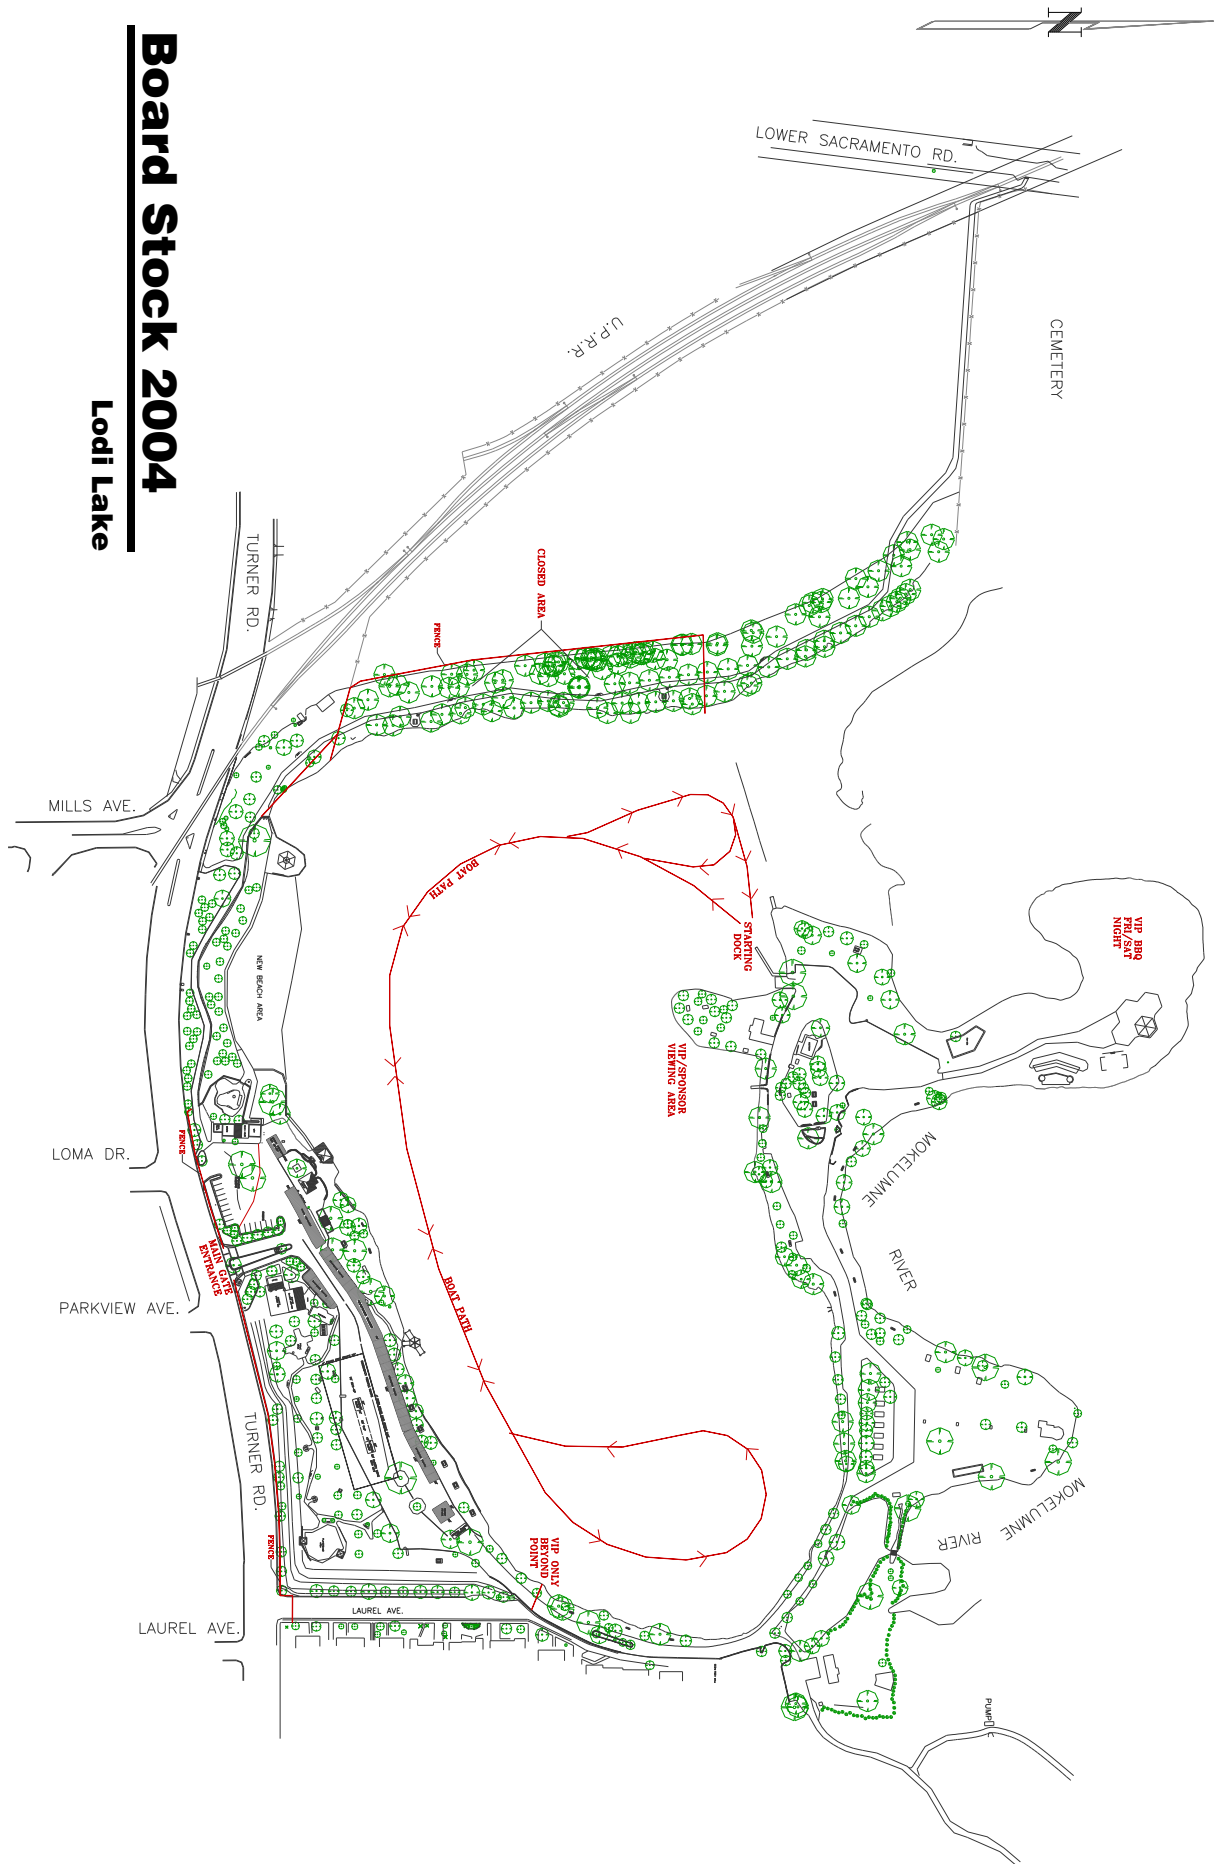 Board Stock 2004
Lodi Lake
N
LOWER SACRAMENTO RD.
CEMETERY
U.P.R.R.
TURNER RD.
CLOSED AREA
FENCE
MILLS AVE.
BOAT PATH
STARTING
DOCK
VIP BBQ
FRI/SAT
NIGHT
NEW BEACH AREA
VIP/SPONSOR
VIEWING AREA
FENCE
LOMA DR.
MOKELUMNE
RIVER
MAIN GATE
ENTRANCE
PARKVIEW AVE.
BOAT PATH
TURNER RD.
MOKELUMNE
RIVER
FENCE
VIP ONLY
BEYOND
POINT
LAUREL AVE.
LAUREL AVE.
PUMP